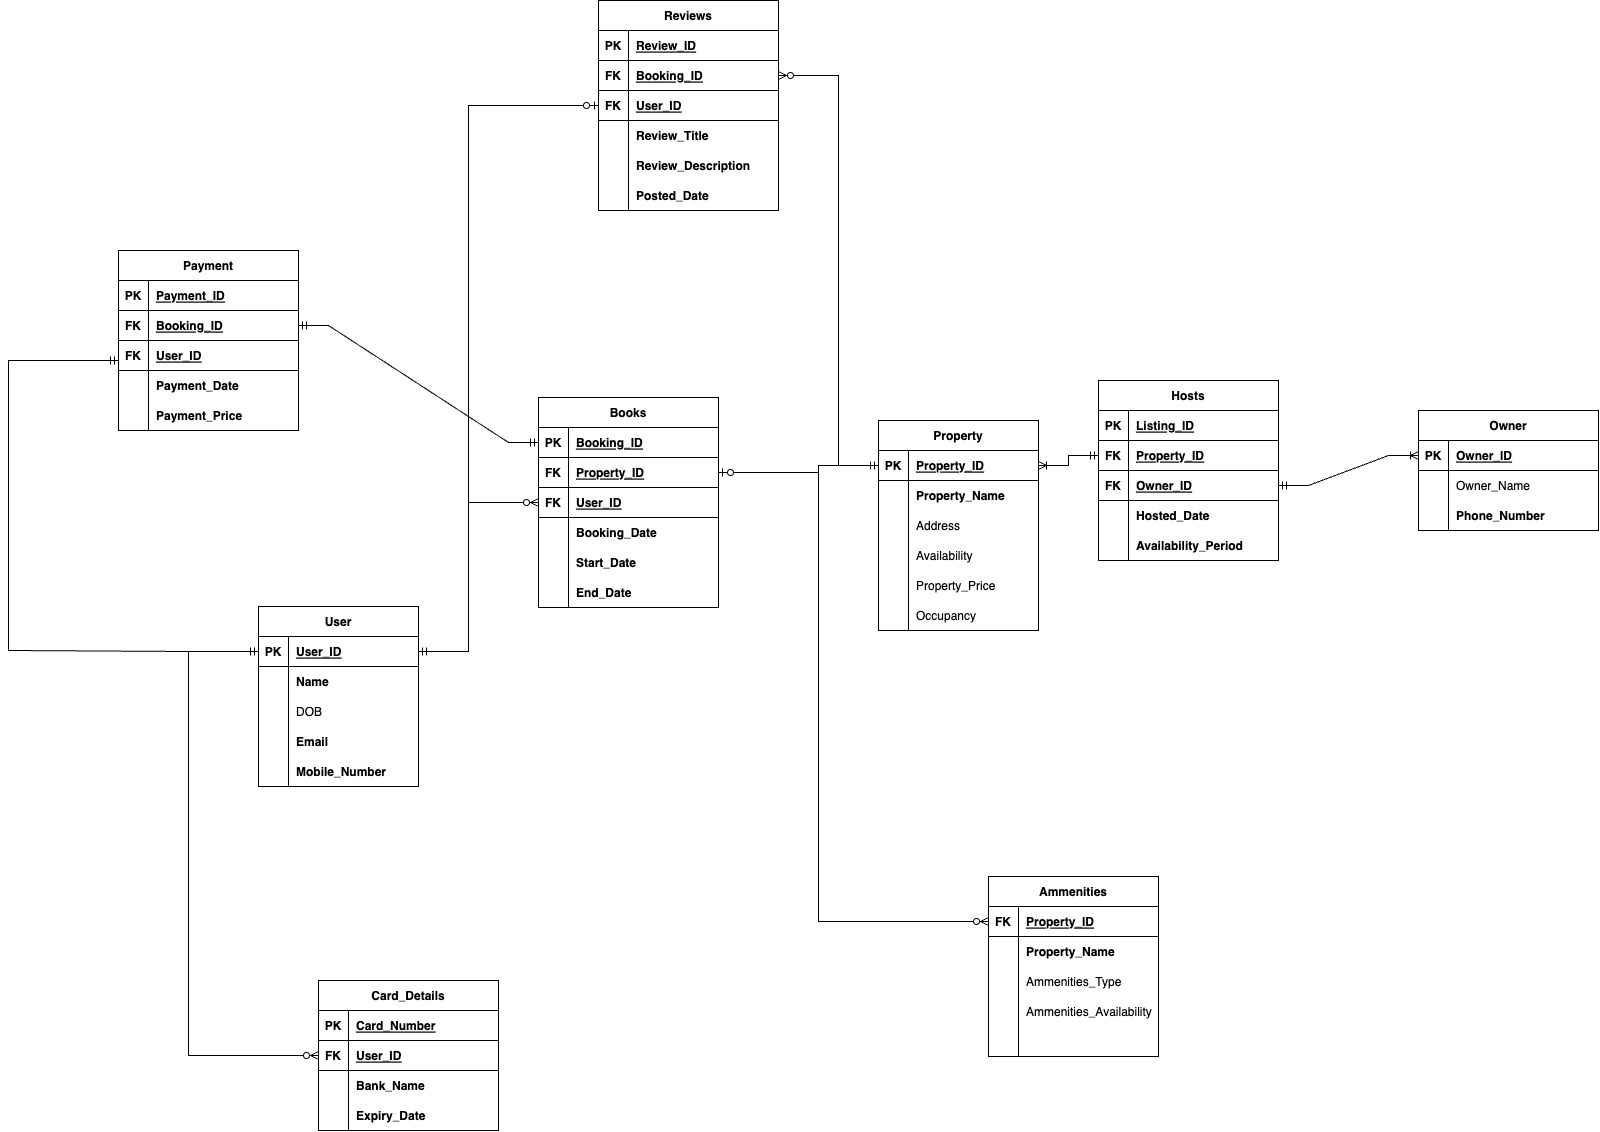 Reviews
PK Review_ID
FK Booking_ID
FK User_ID
Review_Title
Review_Description
Posted_Date
Payment
PK Payment_ID
FK Booking_ID
FK User_ID
Payment_Date
Payment_Price
Books
PK Booking_ID
FK Property_ID
FK User_ID
Booking_Date
Start_Date
End_Date
Property
PK Property_ID
Property_Name
Address
Availability
Property_Price
Occupancy
Hosts
PK Listing_ID
FK Property_ID
FK Owner_ID
Hosted_Date
Availability_Period
Owner
PK Owner_ID
Owner_Name
Phone_Number
User
PK User_ID
Name
DOB
Email
Mobile_Number
Ammenities
FK Property_ID
Property_Name
Ammenities_Type
Ammenities_Availability
Card_Details
PK Card_Number
FK User_ID
Bank_Name
Expiry_Date